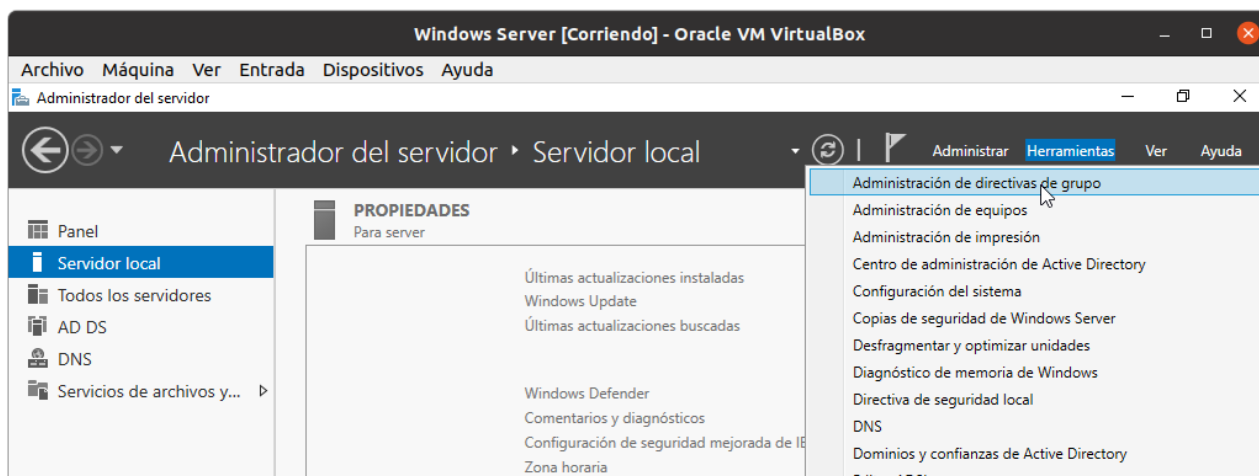 Windows Server [Corriendo] - Oracle VM VirtualBox
Archivo Máquina Ver Entrada Dispositivos Ayuda
Administrador del servidor
Administrador del servidor Servidor local
Administrar Herramientas Ver Ayuda
Panel
Servidor local
Todos los servidores
AD DS
DNS
Servicios de archivos y...
PROPIEDADES
Para server
Últimas actualizaciones instaladas
Windows Update
Últimas actualizaciones buscadas
Windows Defender
Comentarios y diagnósticos
Configuración de seguridad mejorada de IE
Zona horaria
Administración de directivas de grupo
Administración de equipos
Administración de impresión
Centro de administración de Active Directory
Configuración del sistema
Copias de seguridad de Windows Server
Desfragmentar y optimizar unidades
Diagnóstico de memoria de Windows
Directiva de seguridad local
DNS
Dominios y confianzas de Active Directory